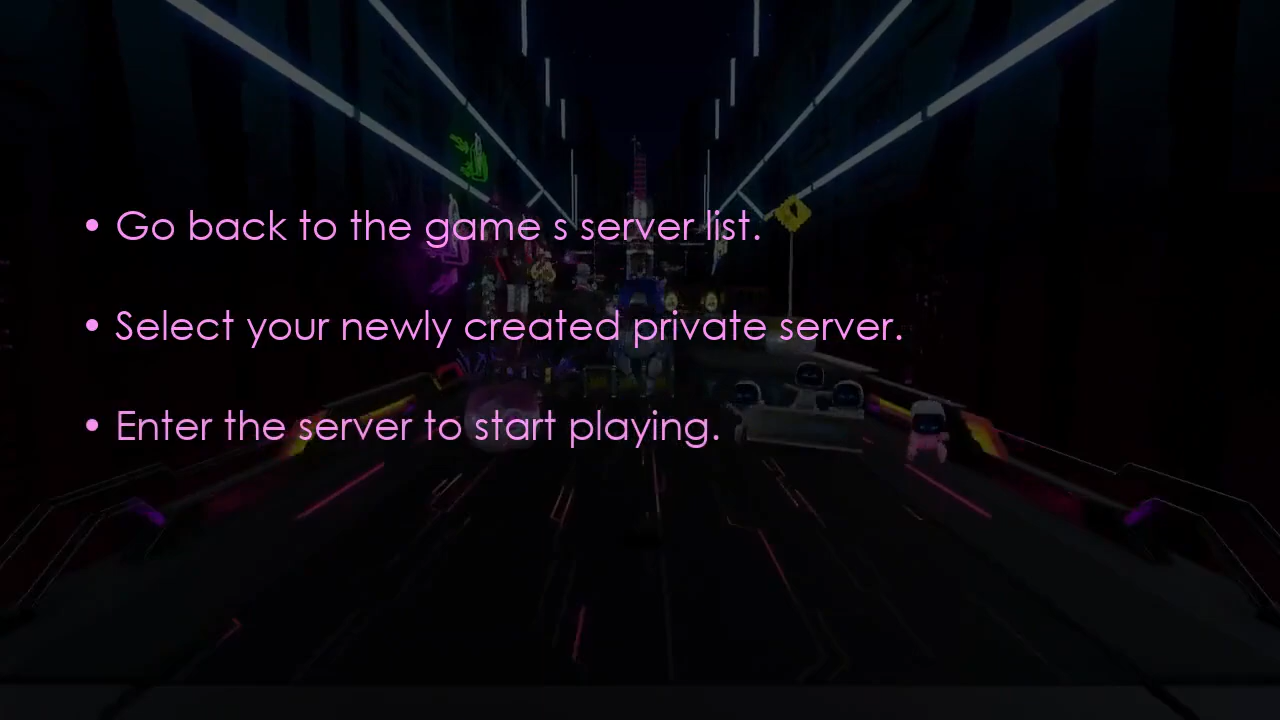 • Go back to the game s server list.
• Select your newly created private server.
• Enter the server to start playing.